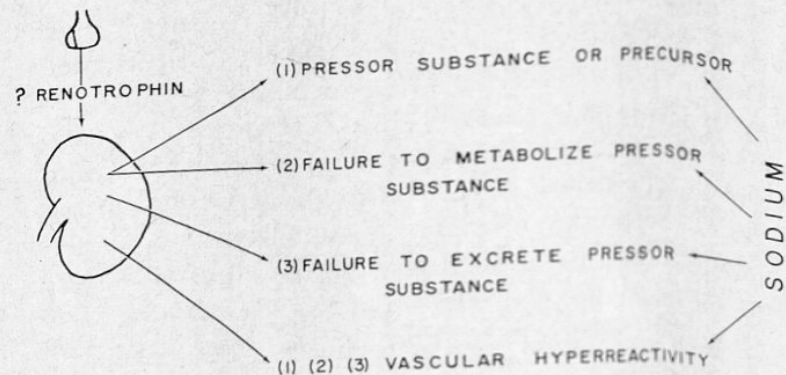 ? RENOTROPHIN
(1) PRESSOR SUBSTANCE OR PRECURSOR
(2) FAILURE TO METABOLIZE PRESSOR
SUBSTANCE
(3) FAILURE TO EXCRETE PRESSOR
SUBSTANCE
(1) (2) (3) VASCULAR HYPERREACTIVITY
SODIUM